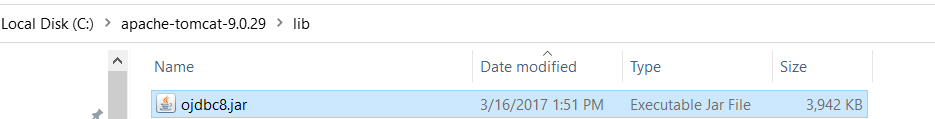 Local Disk (C:) > apache-tomcat-9.0.29 > lib
Name Date modified Type Size
ojdbc8.jar 3/16/2017 1:51 PM Executable Jar File 3,942 KB